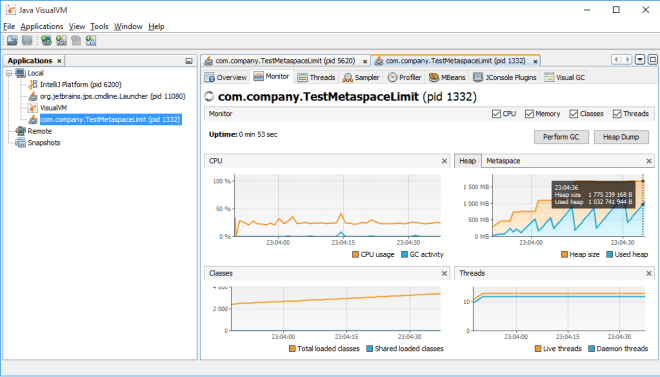 Java VisualVM
File Applications View Tools Window Help
Applications
Local
IntelliJ Platform (pid 6200)
org.jetbrains.jps.cmdline.Launcher (pid 11080)
VisualVM
com.company.TestMetaspaceLimit (pid 1332)
Remote
Snapshots
com.company.TestMetaspaceLimit (pid 5620) com.company.TestMetaspaceLimit (pid 1332)
Overview Monitor Threads Sampler Profiler MBeans JConsole Plugins Visual GC
com.company.TestMetaspaceLimit (pid 1332)
Monitor CPU Memory Classes Threads
Uptime: 0 min 53 sec Perform GC Heap Dump
CPU
100 %
50 %
0 %
23:04:00 23:04:15 23:04:30
CPU usage GC activity
Heap Metaspace
23:04:36
Heap size 1 775 239 168 B
Used heap 1 032 741 944 B
1 500 MB
1 000 MB
500 MB
0 MB
23:04:00 23:04:30
Heap size Used heap
Classes
4 000
2 000
0
23:04:00 23:04:15 23:04:30
Total loaded classes Shared loaded classes
Threads
10
0
23:04:00 23:04:15 23:04:30
Live threads Daemon threads